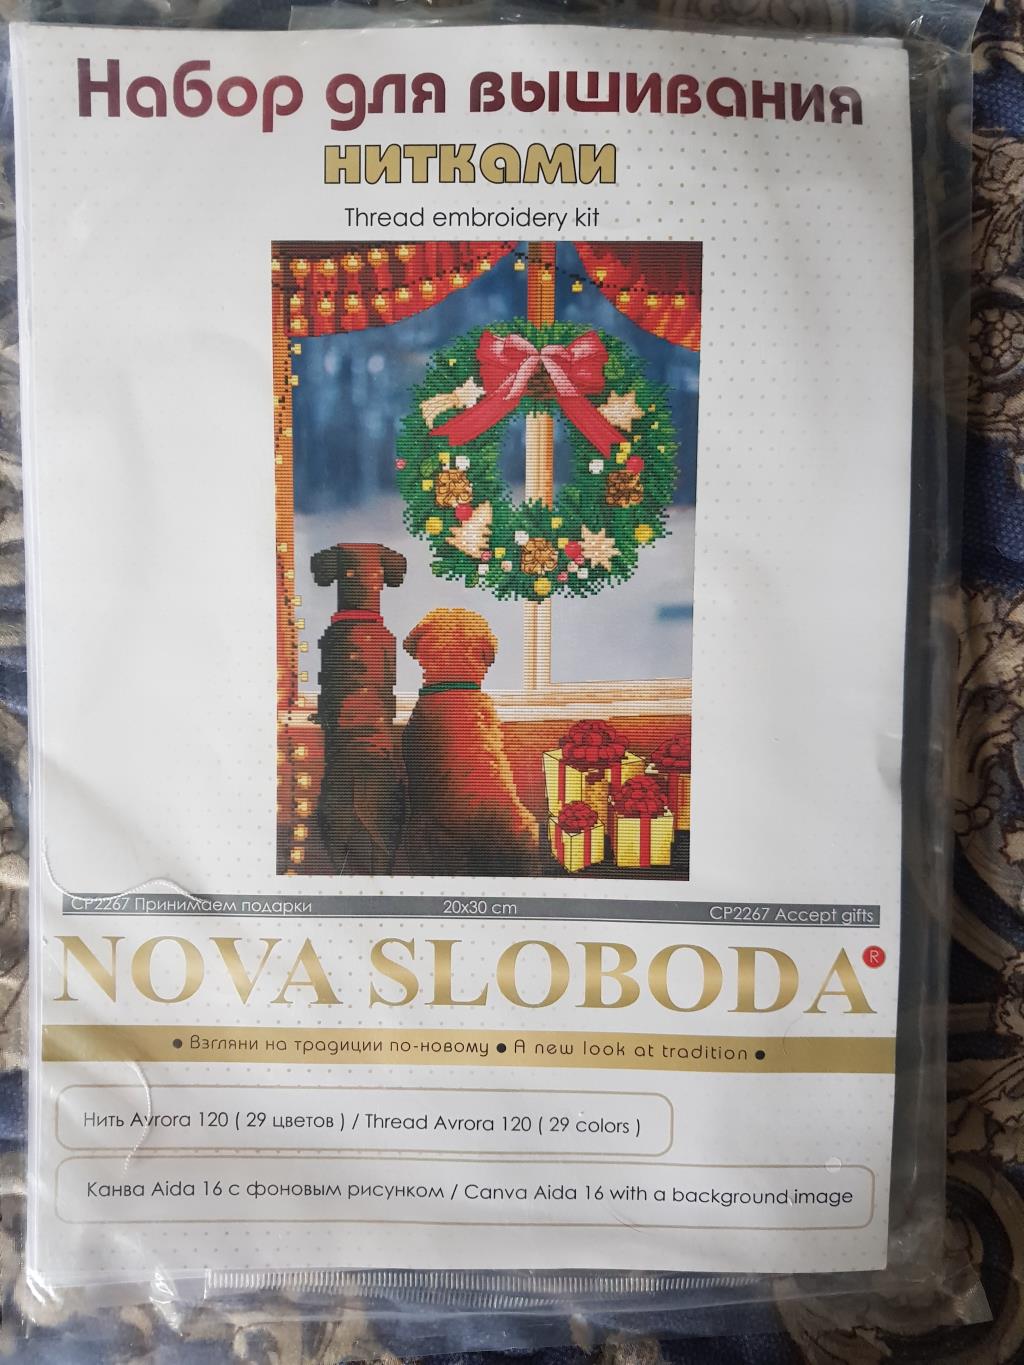 Набор для вышивания
нитками
Thread embroidery kit
СР2267 Принимаем подарки 20x30 cm CP2267 Accept gifts
NOVA SLOBODA ®
• Взгляни на традиции по-новому • A new look at tradition •
Нить Avrora 120 ( 29 цветов ) / Thread Avrora 120 ( 29 colors )
Канва Aida 16 с фоновым рисунком / Canva Aida 16 with a background image